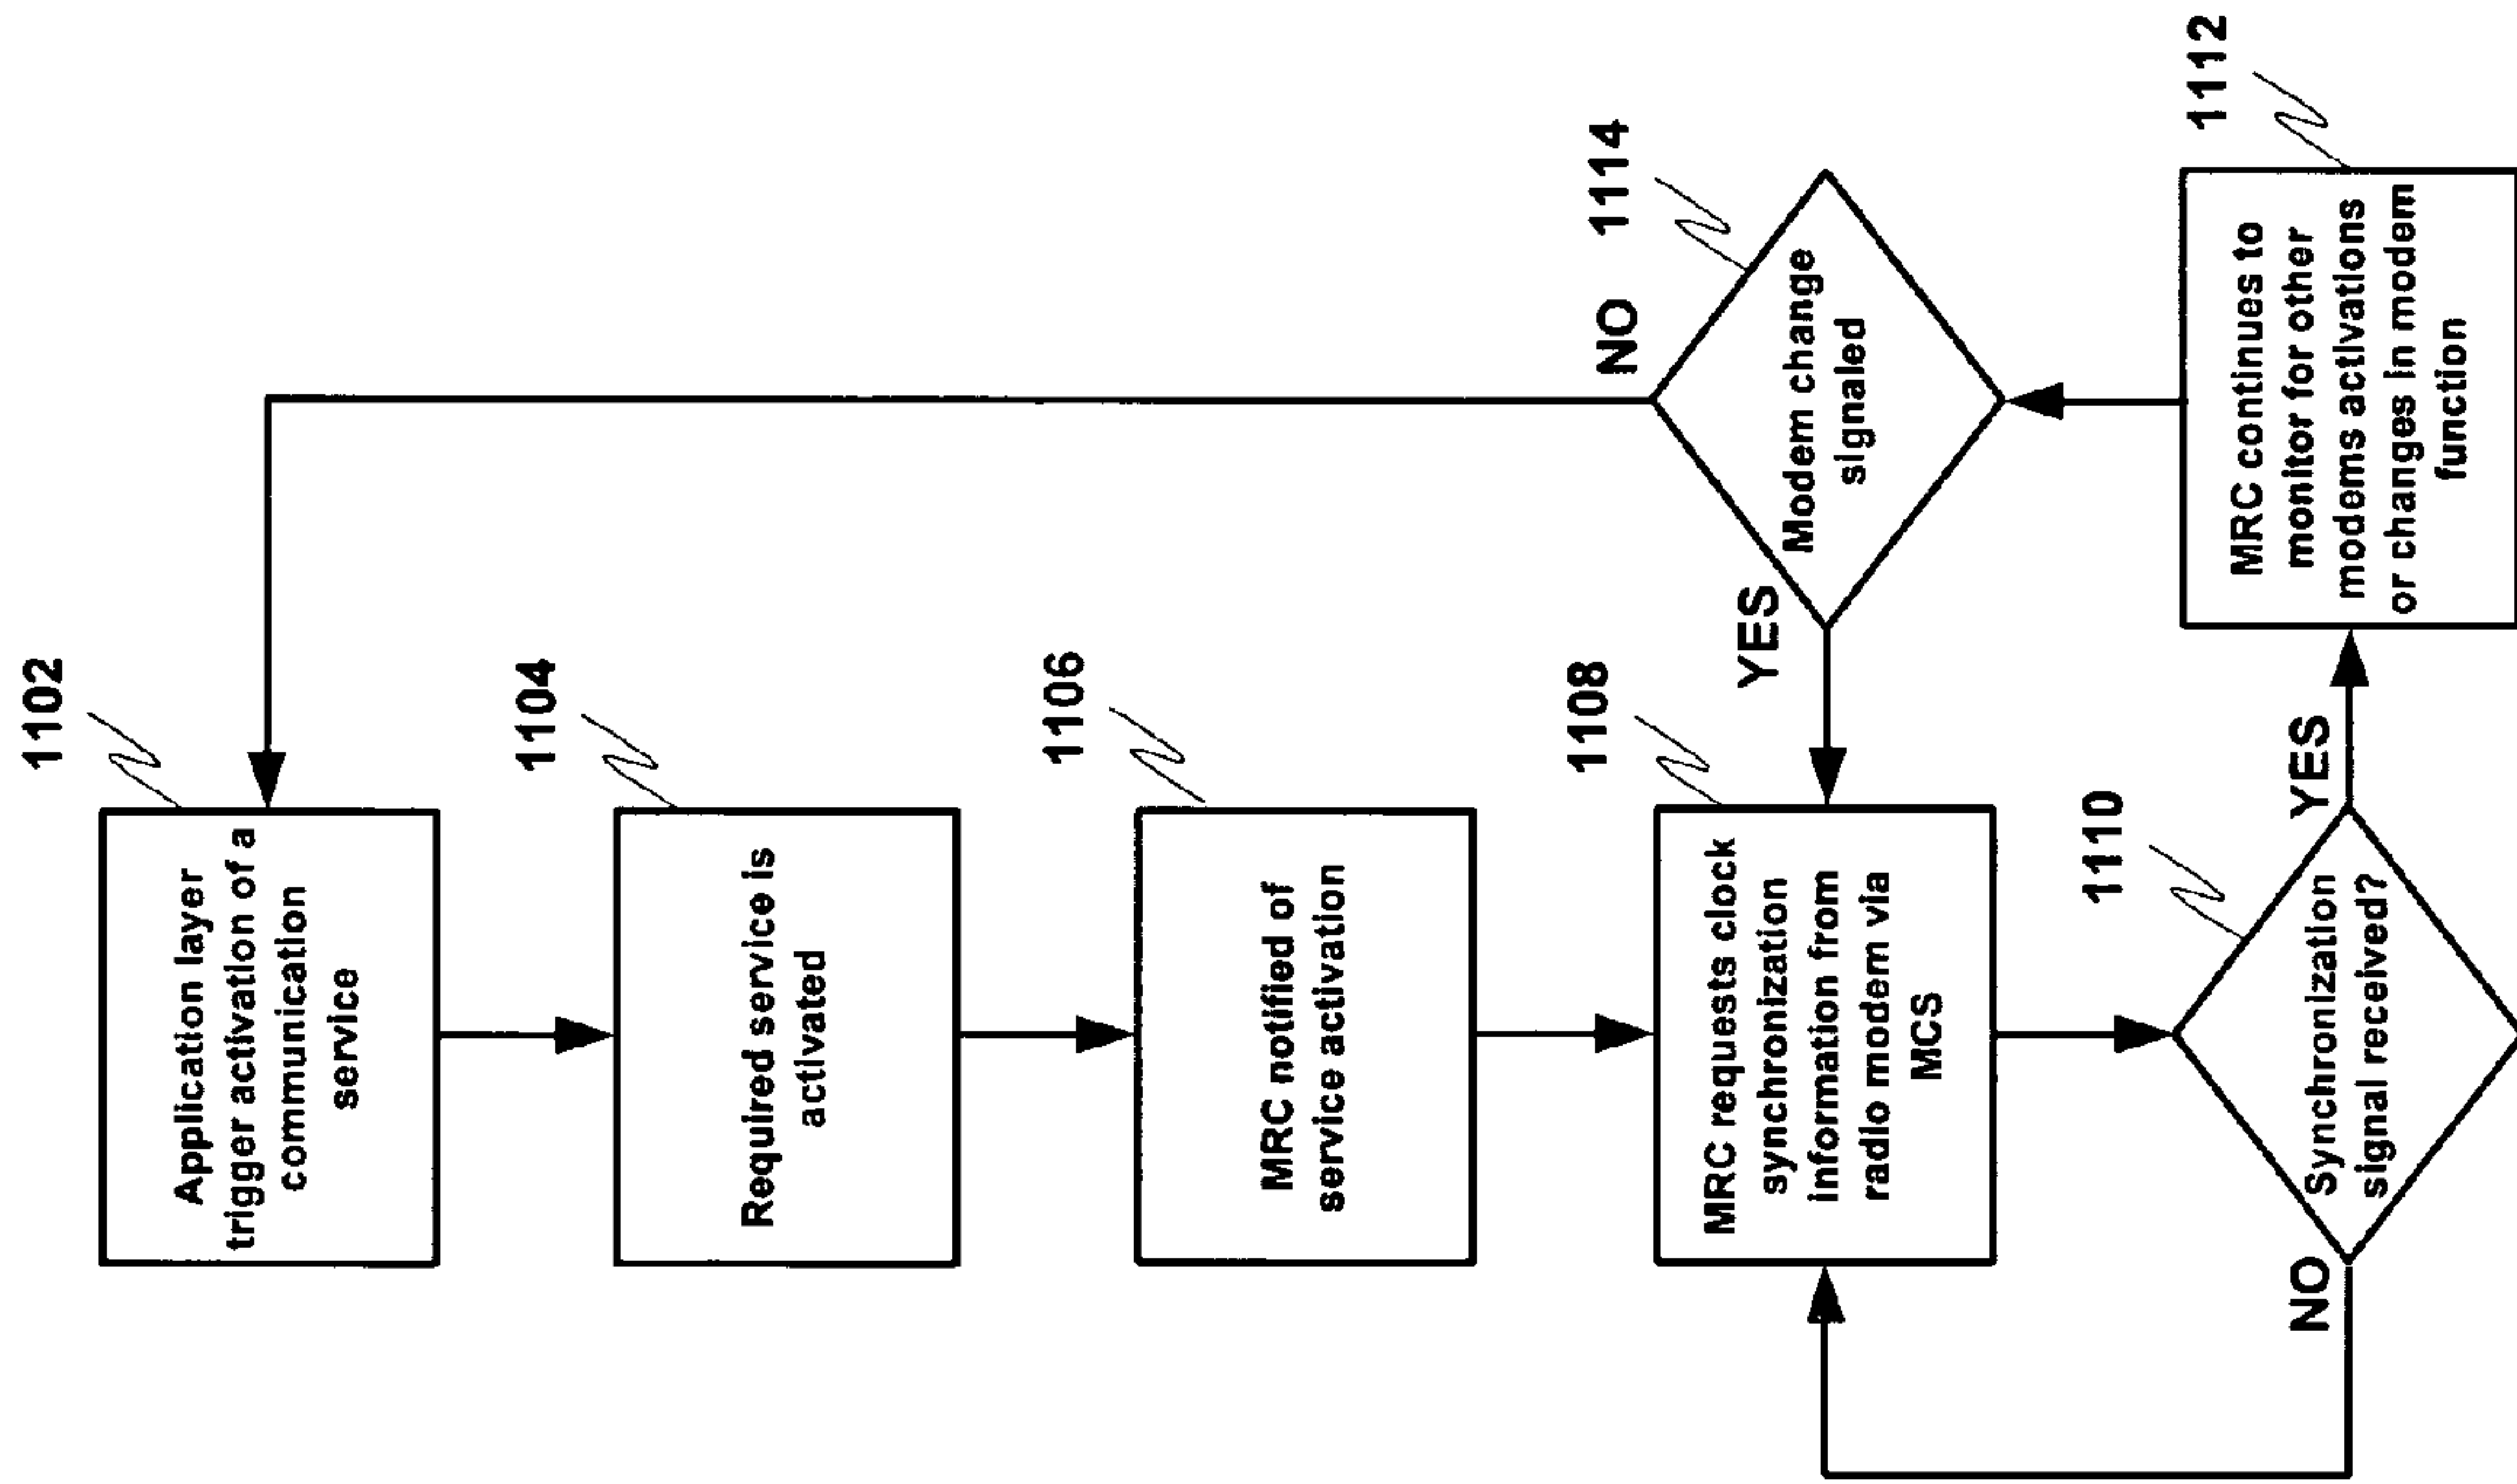 1102
Application layer
trigger activation of a
communication
service
1104
Required service is
activated
1106
MRC notified of
service activation
1108
MRC requests clock
synchronization
information from
radio modem via
MCS
1110
Synchronization
signal received?
NO
YES
1112
MRC continues to
monitor for other
modems activations
or changes in modem
function
1114
Modem change
signaled
YES
NO